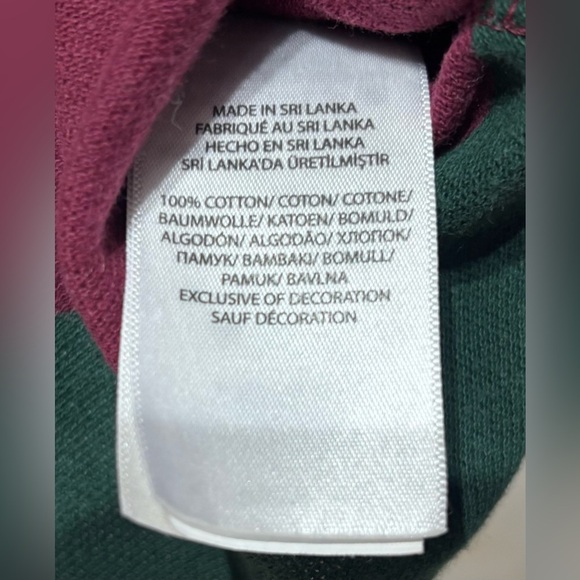 MADE IN SRI LANKA
FABRIQUÉ AU SRI LANKA
HECHO EN SRI LANKA
SRİ LANKA'DA ÜRETİLMİŞTİR
100% COTTON/ COTON/ COTONE/
BAUMWOLLE/ KATOEN/ BOMULD/
ALGODÓN/ ALGODÃO/ ХЛОПОК/
ПАМУК/ BAMBAKI/ BOMULL/
PAMUK/ BAVLNA
EXCLUSIVE OF DECORATION
SAUF DÉCORATION